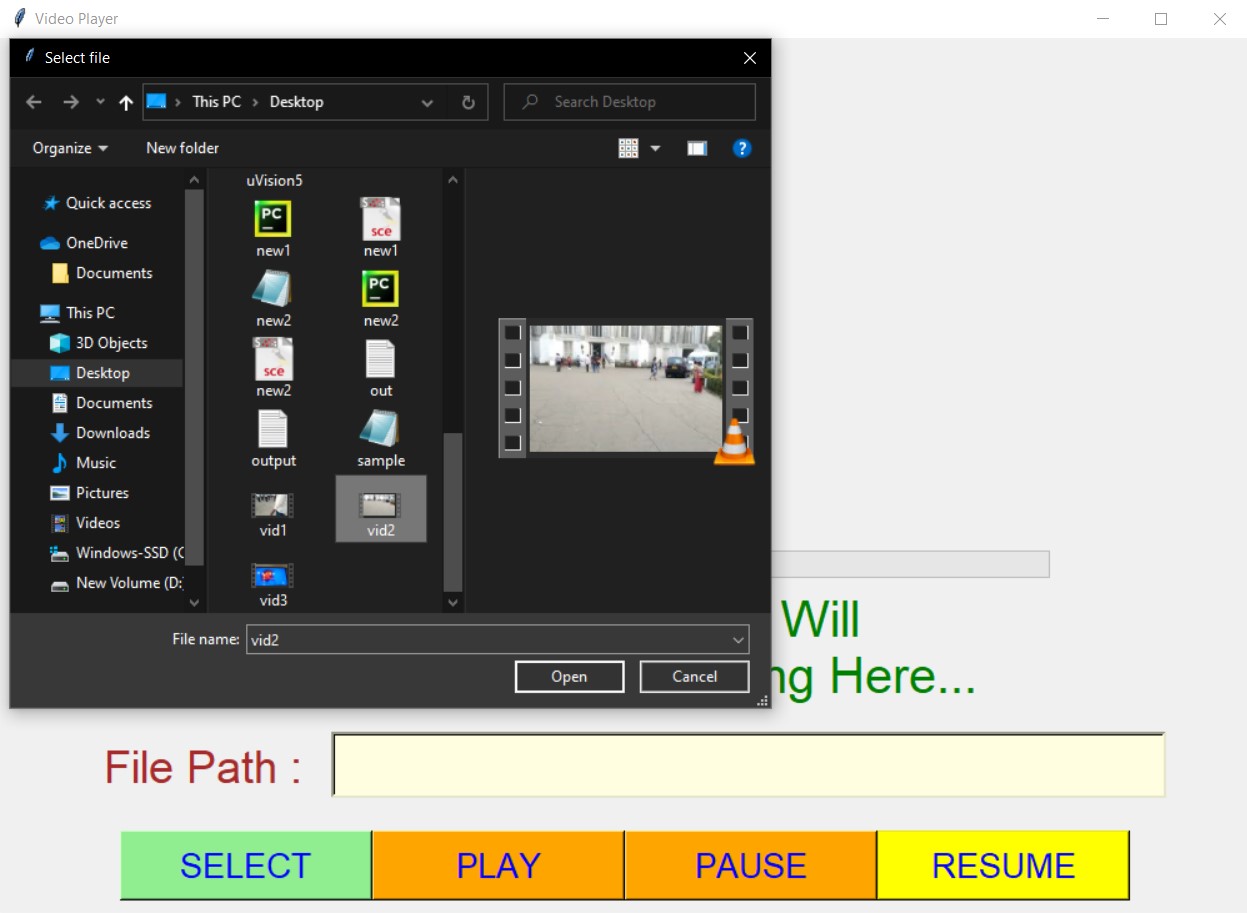 Video Player
Select file
This PC > Desktop
Search Desktop
Organize
New folder
Quick access
OneDrive
Documents
This PC
3D Objects
Desktop
Documents
Downloads
Music
Pictures
Videos
Windows-SSD (C
New Volume (D:
uVision5
PC
new1
sce
new1
new2
PC
new2
sce
new2
out
output
sample
vid1
vid2
vid3
File name:
vid2
Open
Cancel
Will
ng Here...
File Path :
SELECT
PLAY
PAUSE
RESUME